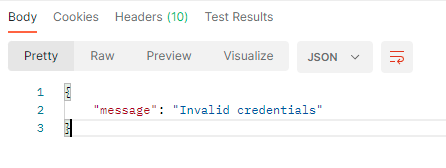 Body Cookies Headers (10) Test Results
Pretty Raw Preview Visualize JSON
1 {
2 "message": "Invalid credentials"
3 }